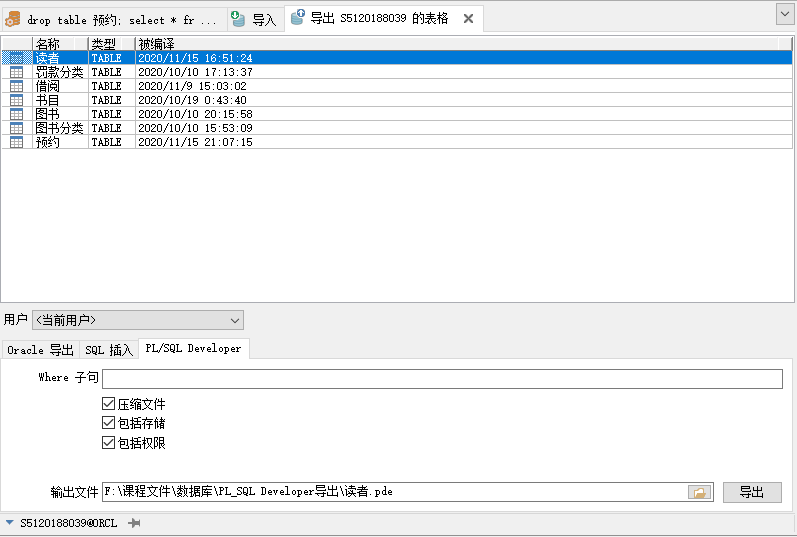 drop table 预约; select * fr ... 导入 导出 S5120188039 的表格
名称 类型 被编译
读者 TABLE 2020/11/15 16:51:24
罚款分类 TABLE 2020/10/10 17:13:37
借阅 TABLE 2020/11/9 15:03:02
书目 TABLE 2020/10/19 0:43:40
图书 TABLE 2020/10/10 20:15:58
图书分类 TABLE 2020/10/10 15:53:09
预约 TABLE 2020/11/15 21:07:15
用户 <当前用户>
Oracle 导出 SQL 插入 PL/SQL Developer
Where 子句
压缩文件
包括存储
包括权限
输出文件 F:\课程文件\数据库\PL_SQL Developer导出\读者.pde 导出
S5120188039@ORCL